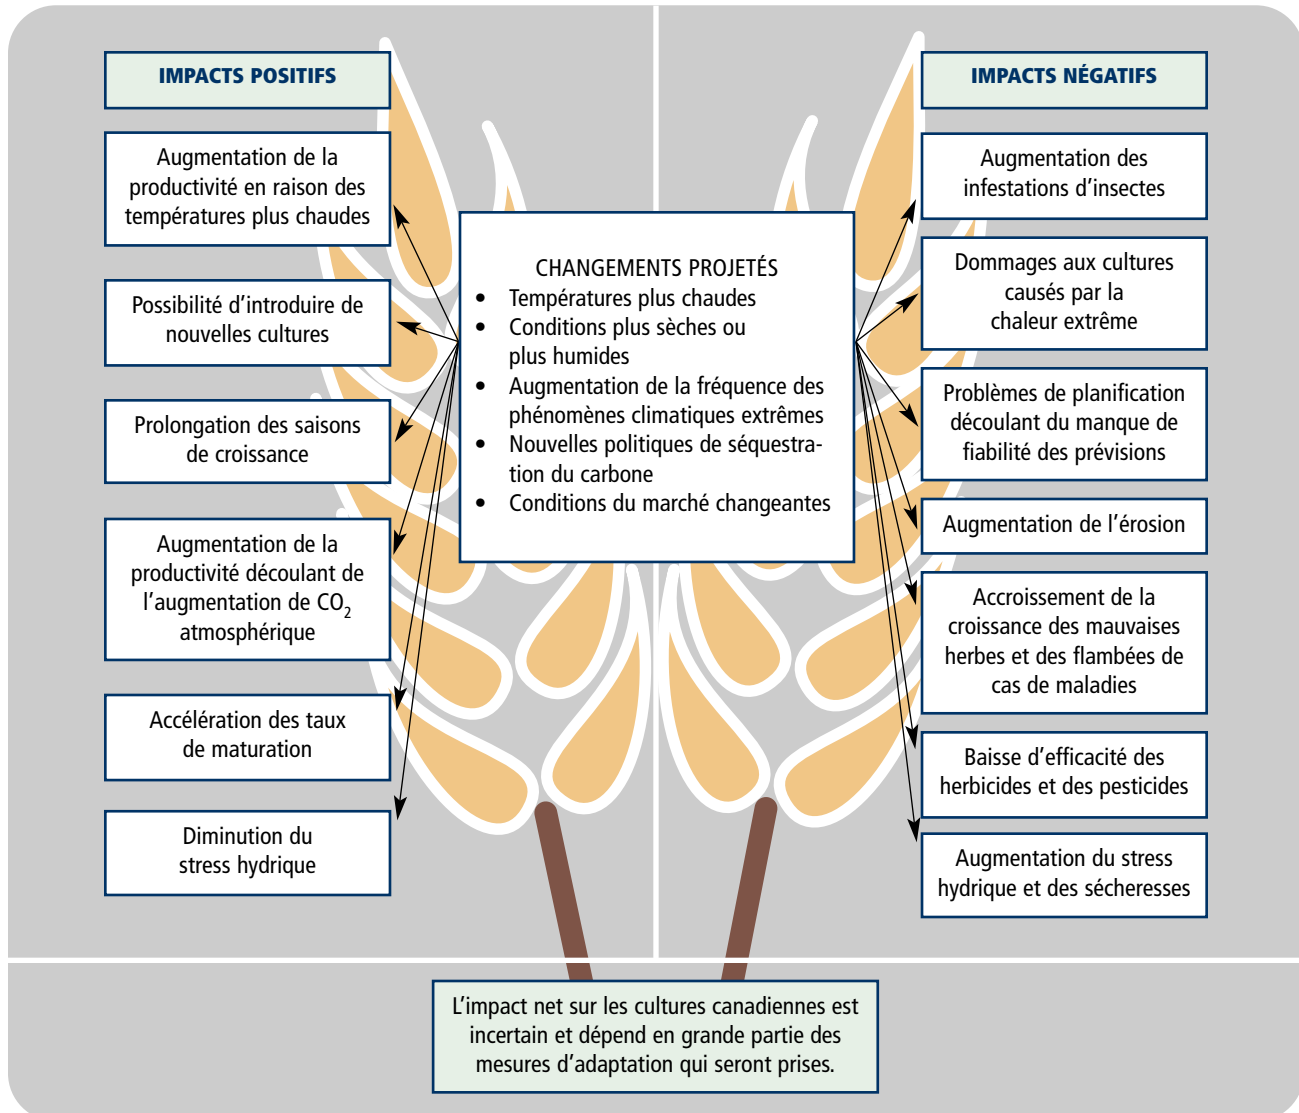 IMPACTS POSITIFS
Augmentation de la
productivité en raison des
températures plus chaudes
Possibilité d'introduire de
nouvelles cultures
Prolongation des saisons
de croissance
Augmentation de la
productivité découlant de
l'augmentation de CO₂
atmosphérique
Accélération des taux
de maturation
Diminution du
stress hydrique
CHANGEMENTS PROJETÉS
• Températures plus chaudes
• Conditions plus sèches ou
plus humides
• Augmentation de la fréquence des
phénomènes climatiques extrêmes
• Nouvelles politiques de séquestra-
tion du carbone
• Conditions du marché changeantes
IMPACTS NÉGATIFS
Augmentation des
infestations d'insectes
Dommages aux cultures
causés par la
chaleur extrême
Problèmes de planification
découlant du manque de
fiabilité des prévisions
Augmentation de l'érosion
Accroissement de la
croissance des mauvaises
herbes et des flambées de
cas de maladies
Baisse d'efficacité des
herbicides et des pesticides
Augmentation du stress
hydrique et des sécheresses
L'impact net sur les cultures canadiennes est
incertain et dépend en grande partie des
mesures d'adaptation qui seront prises.